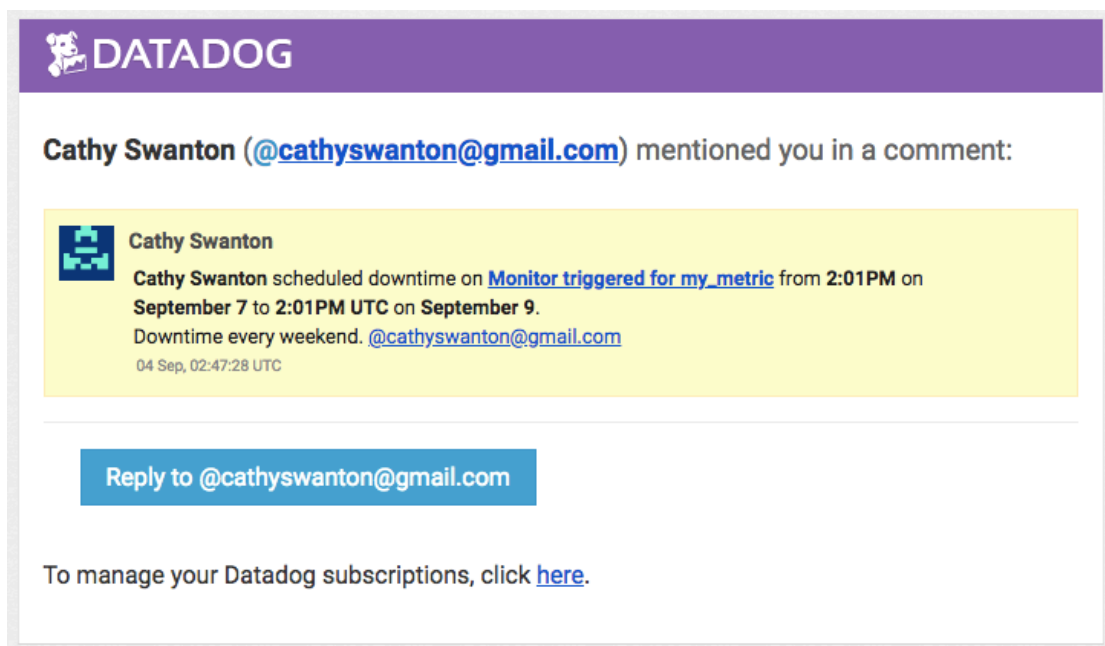 DATADOG
Cathy Swanton (@cathyswanton@gmail.com) mentioned you in a comment:
Cathy Swanton
Cathy Swanton scheduled downtime on Monitor triggered for my_metric from 2:01PM on
September 7 to 2:01PM UTC on September 9.
Downtime every weekend. @cathyswanton@gmail.com
04 Sep, 02:47:28 UTC
Reply to @cathyswanton@gmail.com
To manage your Datadog subscriptions, click here.